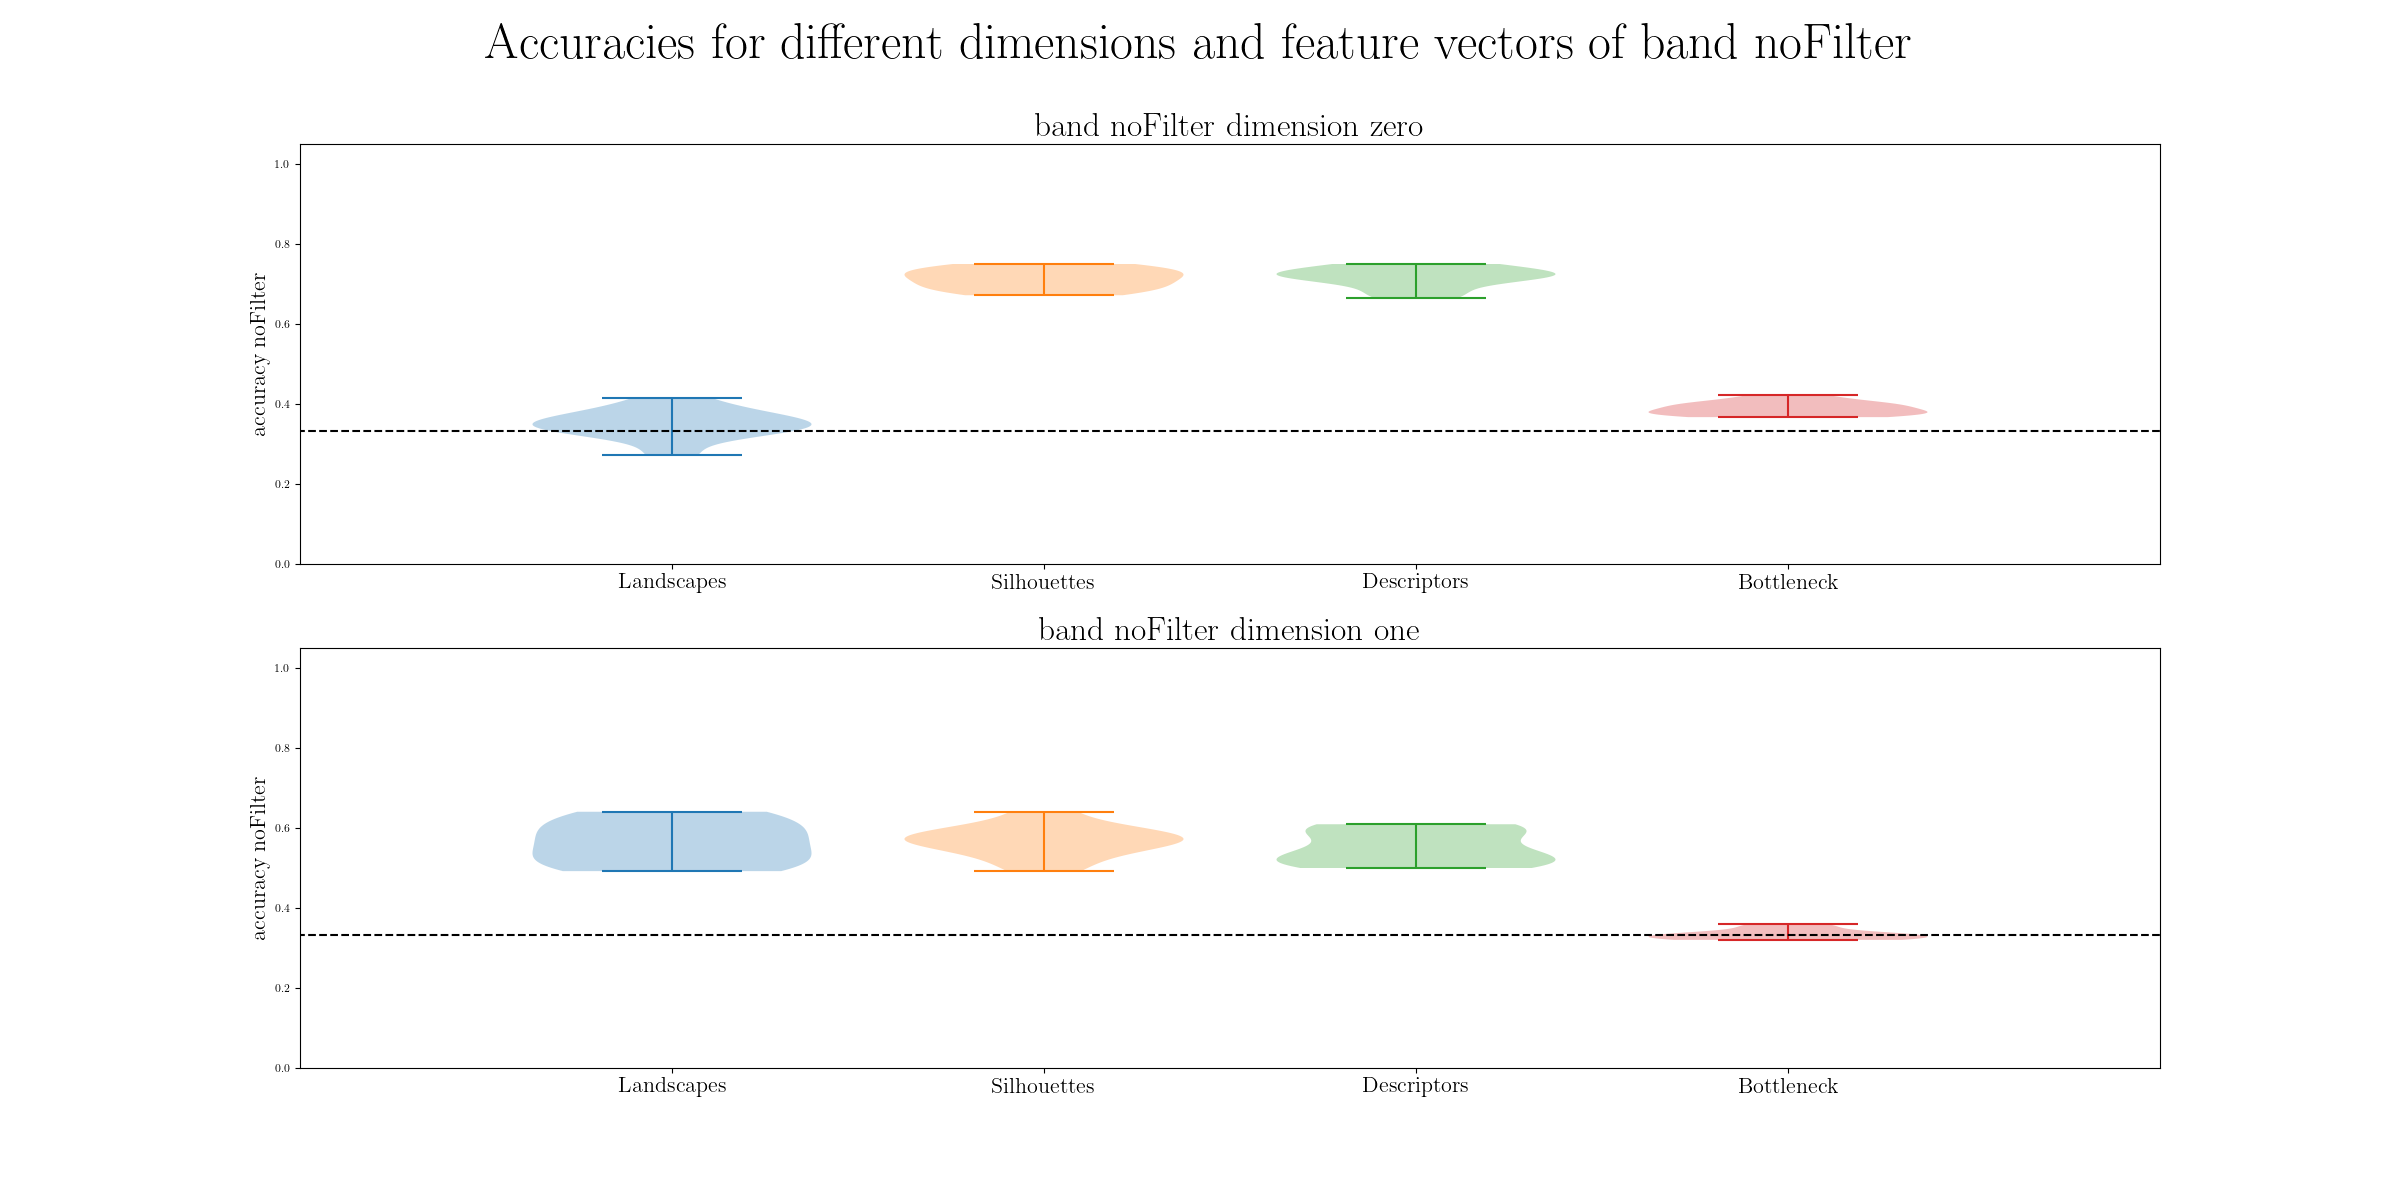 Accuracies for different dimensions and feature vectors of band noFilter
band noFilter dimension zero
accuracy noFilter
1.0
0.8
0.6
0.4
0.2
0.0
Landscapes Silhouettes Descriptors Bottleneck
band noFilter dimension one
accuracy noFilter
1.0
0.8
0.6
0.4
0.2
0.0
Landscapes Silhouettes Descriptors Bottleneck